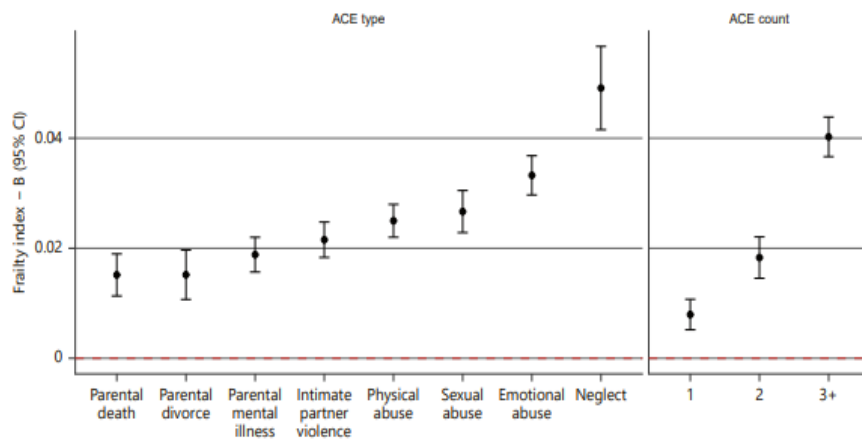 ACE type
ACE count
Frailty index – B (95% CI)
0.04
0.02
0
Parental death
Parental divorce
Parental mental illness
Intimate partner violence
Physical abuse
Sexual abuse
Emotional abuse
Neglect
1
2
3+